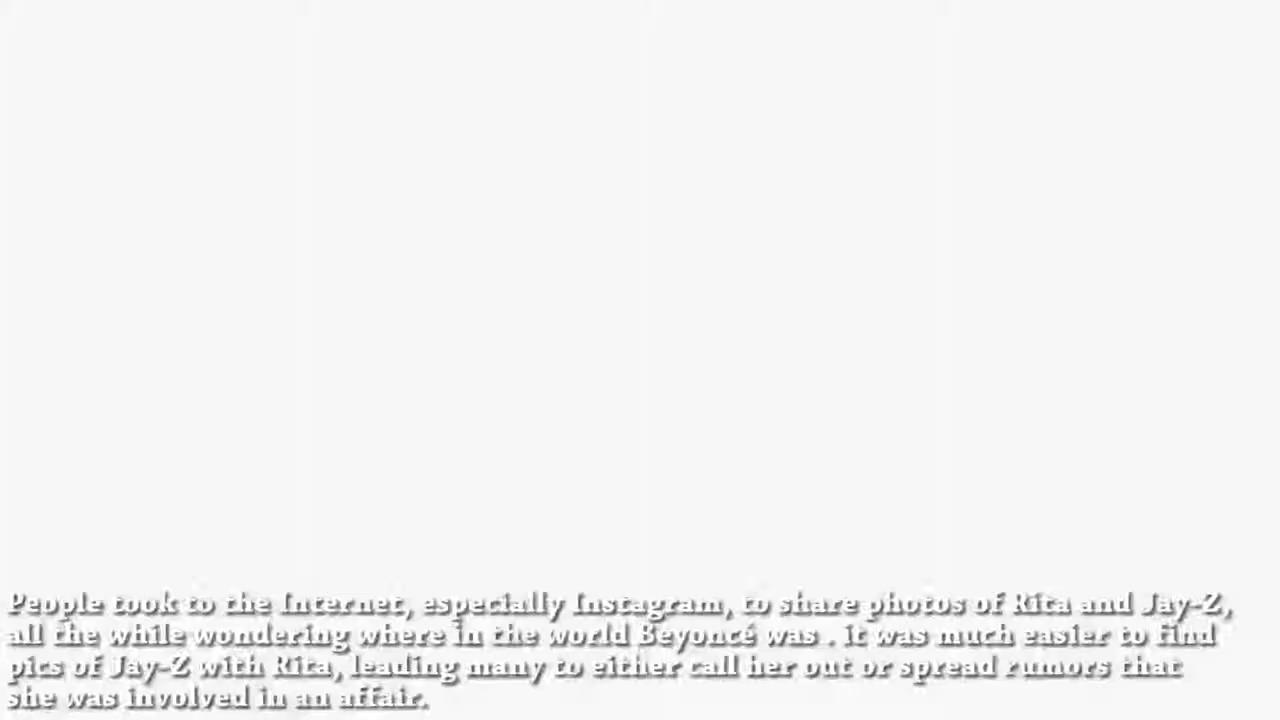 People took to the Internet, especially Instagram, to share photos of Rita and Jay-Z,
all the while wondering where in the world Beyoncé was . it was much easier to find
pics of Jay-Z with Rita, leading many to either call her out or spread rumors that
she was involved in an affair.